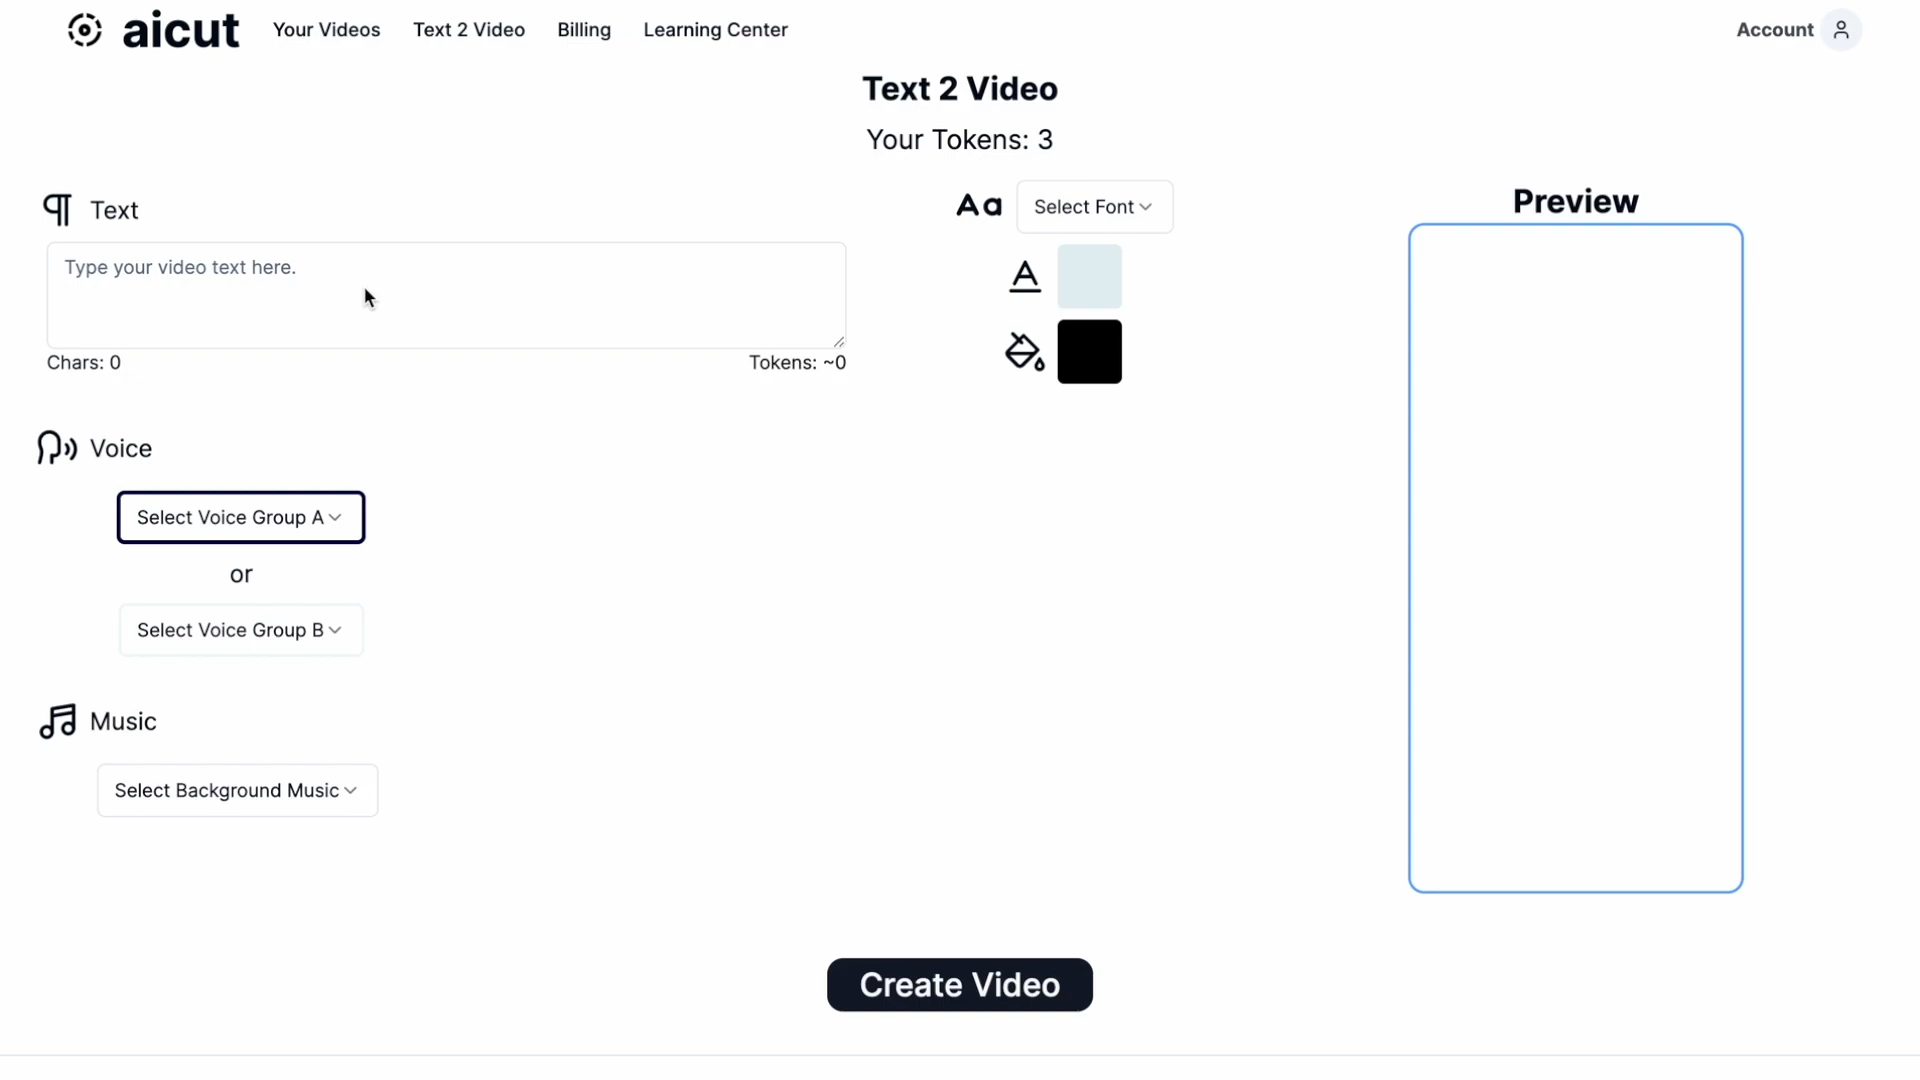 aicut
Your Videos
Text 2 Video
Billing
Learning Center
Account
Text 2 Video
Your Tokens: 3
Text
Type your video text here.
Chars: 0
Tokens: ~0
Aa
Select Font
A
Preview
Voice
Select Voice Group A
or
Select Voice Group B
Music
Select Background Music
Create Video